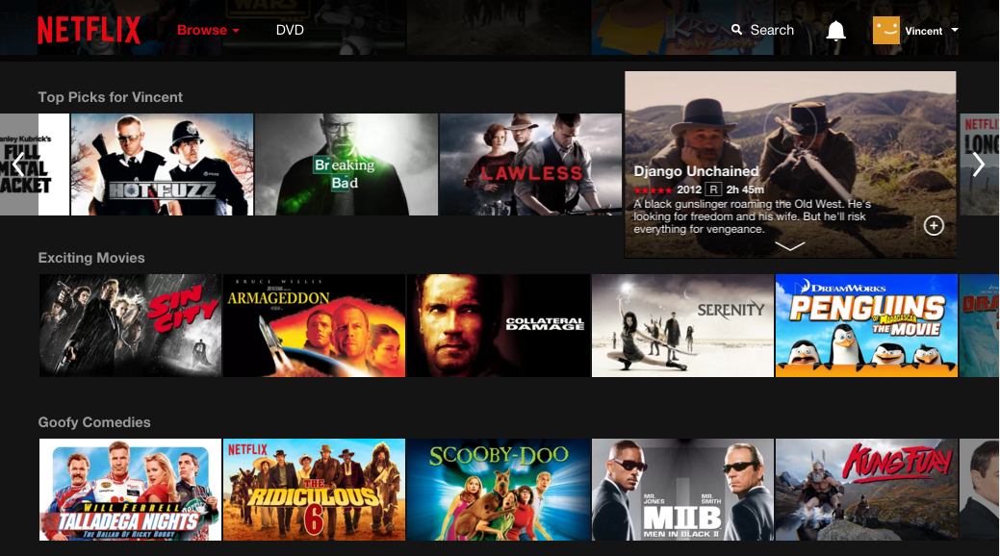 NETFLIX
Browse
DVD
Search
Vincent
Top Picks for Vincent
anley Kubrick's
FULL
METAL
JACKET
HOT FUZZ
Breaking
Bad
LAWLESS
Django Unchained
2012 R 2h 45m
A black gunslinger roaming the Old West. He's
looking for freedom and his wife. But he'll risk
everything for vengeance.
NETFLI
LONG
Exciting Movies
SIN
CITY
BRUCE WILLIS
ARMAGEDDON
COLLATERAL
DAMAGE
SERENITY
DREAMWORKS
PENGUINS
OF MADAGASCAR
THE MOVIE
Goofy Comedies
WILL FERRELL
TALLADEGA NIGHTS
THE BALLAD OF RICKY BOBBY
NETFLIX
THE
RIDICULOUS
6
SCOOBY-DOO
MR.
JONES
MR.
SMITH
MIIB
MEN IN BLACK II
KUNG FURY